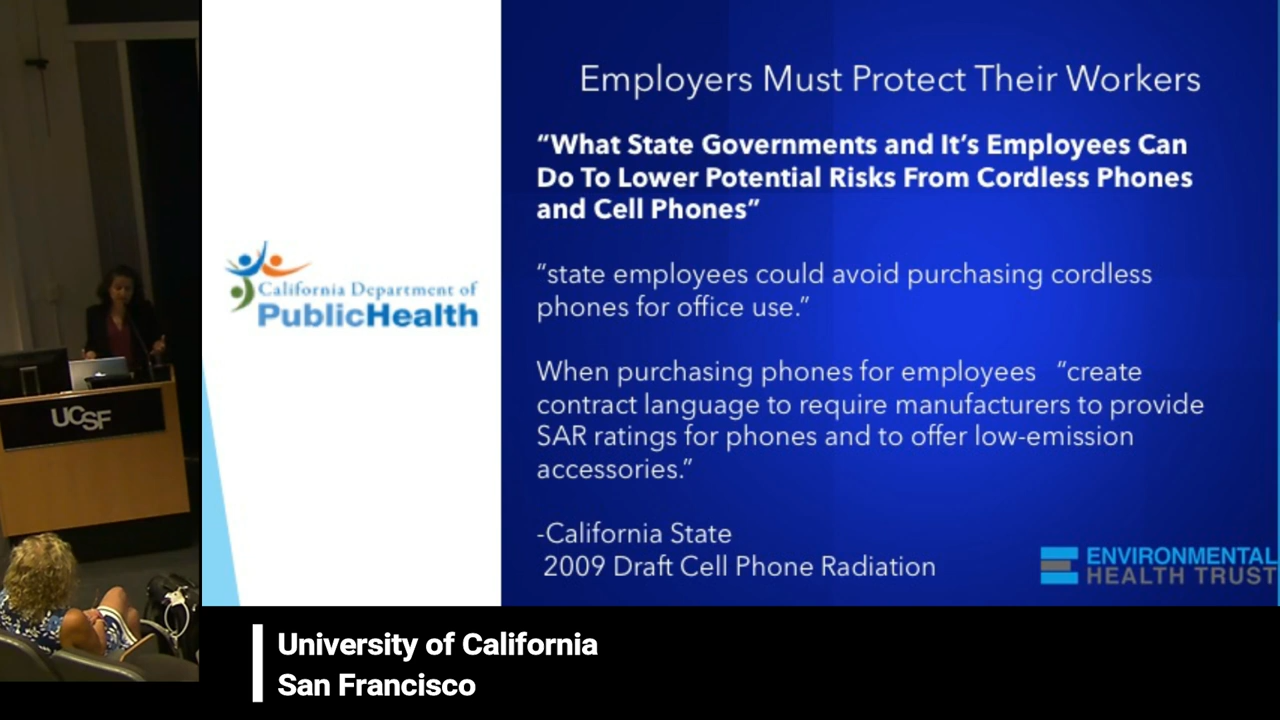 Employers Must Protect Their Workers
“What State Governments and It’s Employees Can
Do To Lower Potential Risks From Cordless Phones
and Cell Phones”
“state employees could avoid purchasing cordless
phones for office use.”
When purchasing phones for employees “create
contract language to require manufacturers to provide
SAR ratings for phones and to offer low-emission
accessories.”
-California State
2009 Draft Cell Phone Radiation
California Department of
PublicHealth
ENVIRONMENTAL
HEALTH TRUST
UCSF
University of California
San Francisco